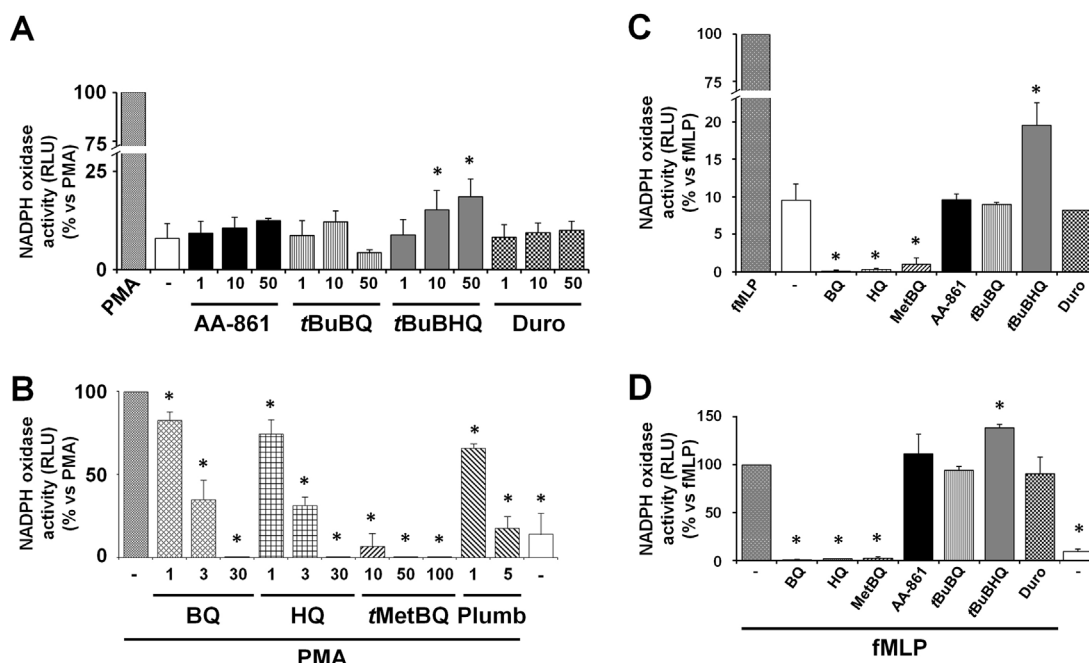 A
NADPH oxidase
activity (RLU)
(% vs PMA)
100
75
25
0
PMA
-
1 10 50 1 10 50 1 10 50 1 10 50
* *
AA-861 tBuBQ tBuBHQ Duro
B
NADPH oxidase
activity (RLU)
(% vs PMA)
100
50
0
* * * * * * * * * * * *
- 1 3 30 1 3 30 10 50 100 1 5 -
BQ HQ tMetBQ Plumb
PMA
C
NADPH oxidase
activity (RLU)
(% vs fMLP)
100
75
20
15
10
5
0
* * * *
fMLP - BQ HQ MetBQ AA-861 tBuBQ tBuBHQ Duro
D
NADPH oxidase
activity (RLU)
(% vs fMLP)
150
100
50
0
* * * * *
- BQ HQ MetBQ AA-861 tBuBQ tBuBHQ Duro -
fMLP